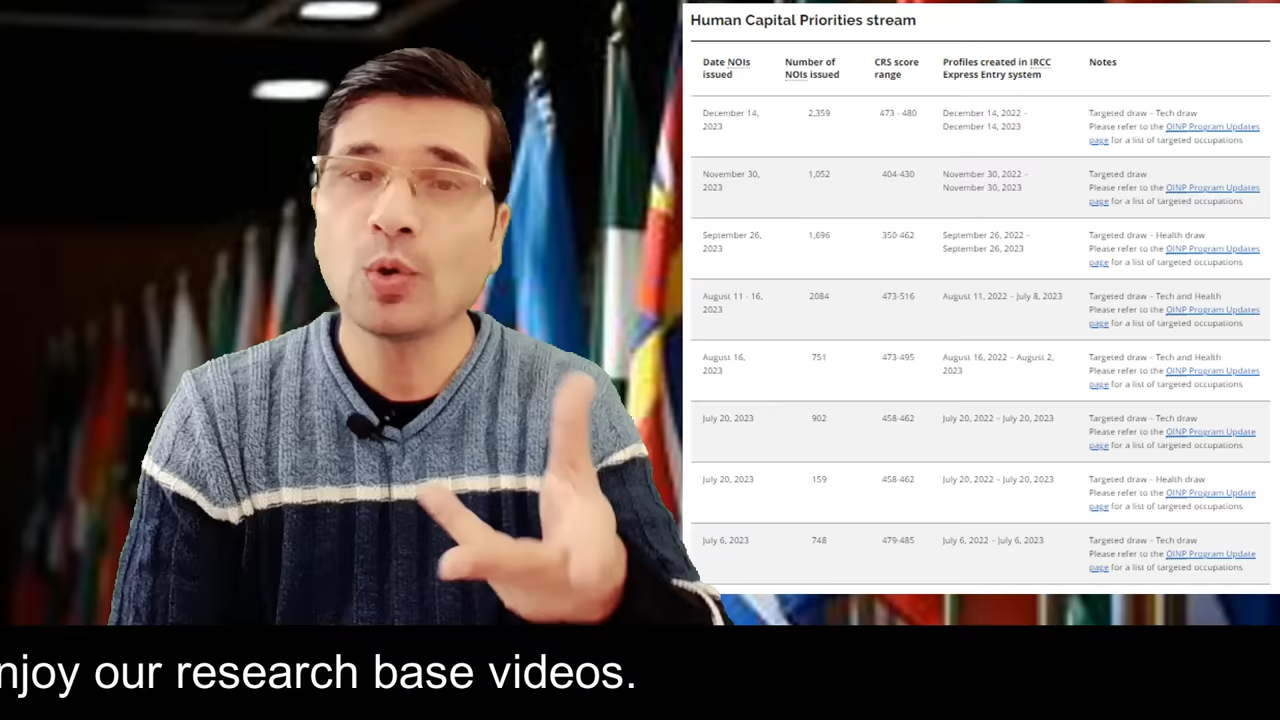 Human Capital Priorities stream
Date NOIs issued Number of NOIs issued CRS score range Profiles created in IRCC Express Entry system Notes
December 14, 2023 2,359 473 - 480 December 14, 2022 – December 14, 2023 Targeted draw – Tech draw
Please refer to the OINP Program Updates page for a list of targeted occupations
November 30, 2023 1,052 404-430 November 30, 2022 – November 30, 2023 Targeted draw
Please refer to the OINP Program Updates page for a list of targeted occupations
September 26, 2023 1,696 350-462 September 26, 2022 – September 26, 2023 Targeted draw – Health draw
Please refer to the OINP Program Updates page for a list of targeted occupations
August 11 - 16, 2023 2084 473-516 August 11, 2022 – July 8, 2023 Targeted draw – Tech and Health
Please refer to the OINP Program Updates page for a list of targeted occupations
August 16, 2023 751 473-495 August 16, 2022 – August 2, 2023 Targeted draw – Tech and Health
Please refer to the OINP Program Updates page for a list of targeted occupations
July 20, 2023 902 458-462 July 20, 2022 – July 20, 2023 Targeted draw – Tech draw
Please refer to the OINP Program Update page for a list of targeted occupations
July 20, 2023 159 458-462 July 20, 2022 – July 20, 2023 Targeted draw – Health draw
Please refer to the OINP Program Update page for a list of targeted occupations
July 6, 2023 748 479-485 July 6, 2022 – July 6, 2023 Targeted draw – Tech draw
Please refer to the OINP Program Update page for a list of targeted occupations
njoy our research base videos.